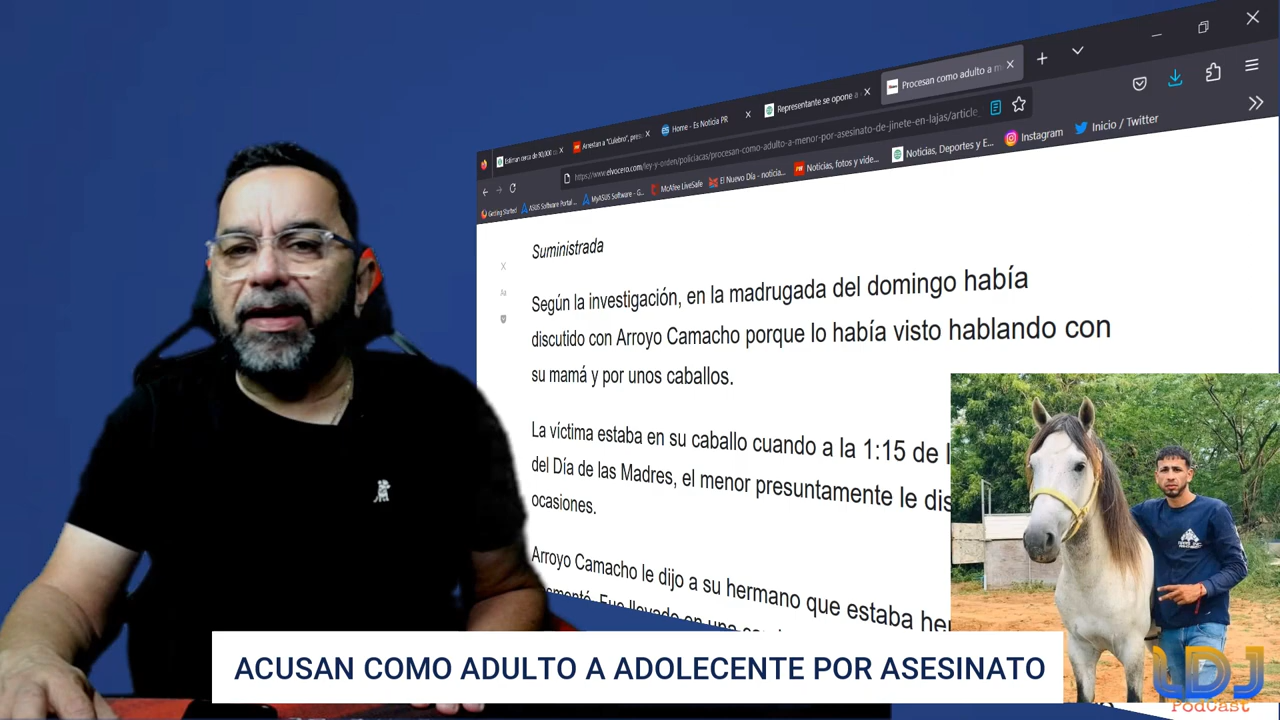 Procesan como adulto a m
Representante se opone a
Home - Es Noticia PR
Arrestan a "Culebro", pres
https://www.elvocero.com/ley-y-orden/policiacas/procesan-como-adulto-a-menor-por-asesinato-de-jinete-en-lajas/article_
Getting Started
ASUS Software Portal...
MyASUS Software - G...
McAfee LiveSafe
El Nuevo Día - noticia...
Noticias, fotos y vide...
Noticias, Deportes y E...
Instagram
Inicio / Twitter
Suministrada
Según la investigación, en la madrugada del domingo había
discutido con Arroyo Camacho porque lo había visto hablando con
su mamá y por unos caballos.
La víctima estaba en su caballo cuando a la 1:15 de l
del Día de las Madres, el menor presuntamente le dis
ocasiones.
Arroyo Camacho le dijo a su hermano que estaba he
ACUSAN COMO ADULTO A ADOLECENTE POR ASESINATO
LDJ
PodCast